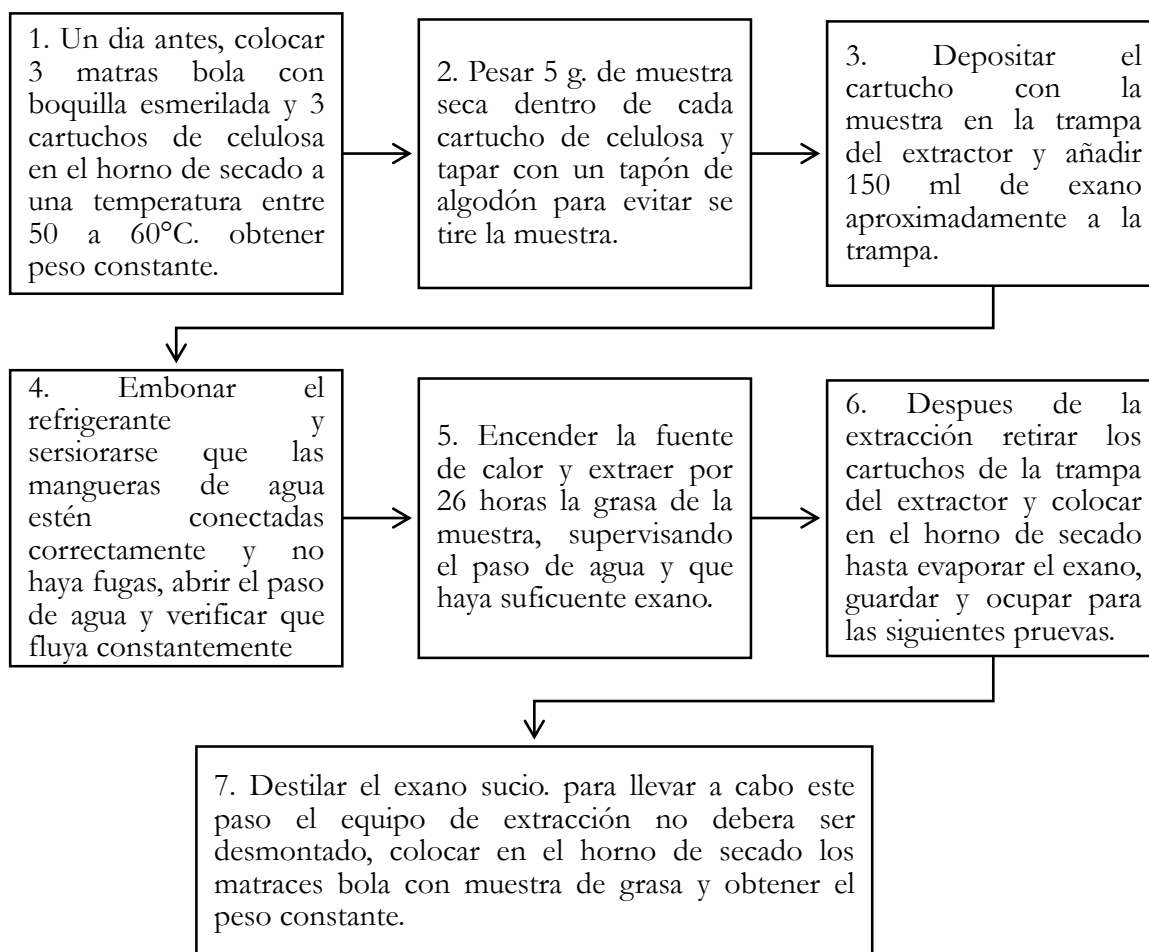 1. Un dia antes, colocar
3 matras bola con
boquilla esmerilada y 3
cartuchos de celulosa
en el horno de secado a
una temperatura entre
50 a 60°C. obtener
peso constante.
2. Pesar 5 g. de muestra
seca dentro de cada
cartucho de celulosa y
tapar con un tapón de
algodón para evitar se
tire la muestra.
3. Depositar el
cartucho con la
muestra en la trampa
del extractor y añadir
150 ml de exano
aproximadamente a la
trampa.
4. Embonar el
refrigerante y
sersiorarse que las
mangueras de agua
estén conectadas
correctamente y no
haya fugas, abrir el paso
de agua y verificar que
fluya constantemente
5. Encender la fuente
de calor y extraer por
26 horas la grasa de la
muestra, supervisando
el paso de agua y que
haya suficuente exano.
6. Despues de la
extracción retirar los
cartuchos de la trampa
del extractor y colocar
en el horno de secado
hasta evaporar el exano,
guardar y ocupar para
las siguientes pruevas.
7. Destilar el exano sucio. para llevar a cabo este
paso el equipo de extracción no debera ser
desmontado, colocar en el horno de secado los
matraces bola con muestra de grasa y obtener el
peso constante.